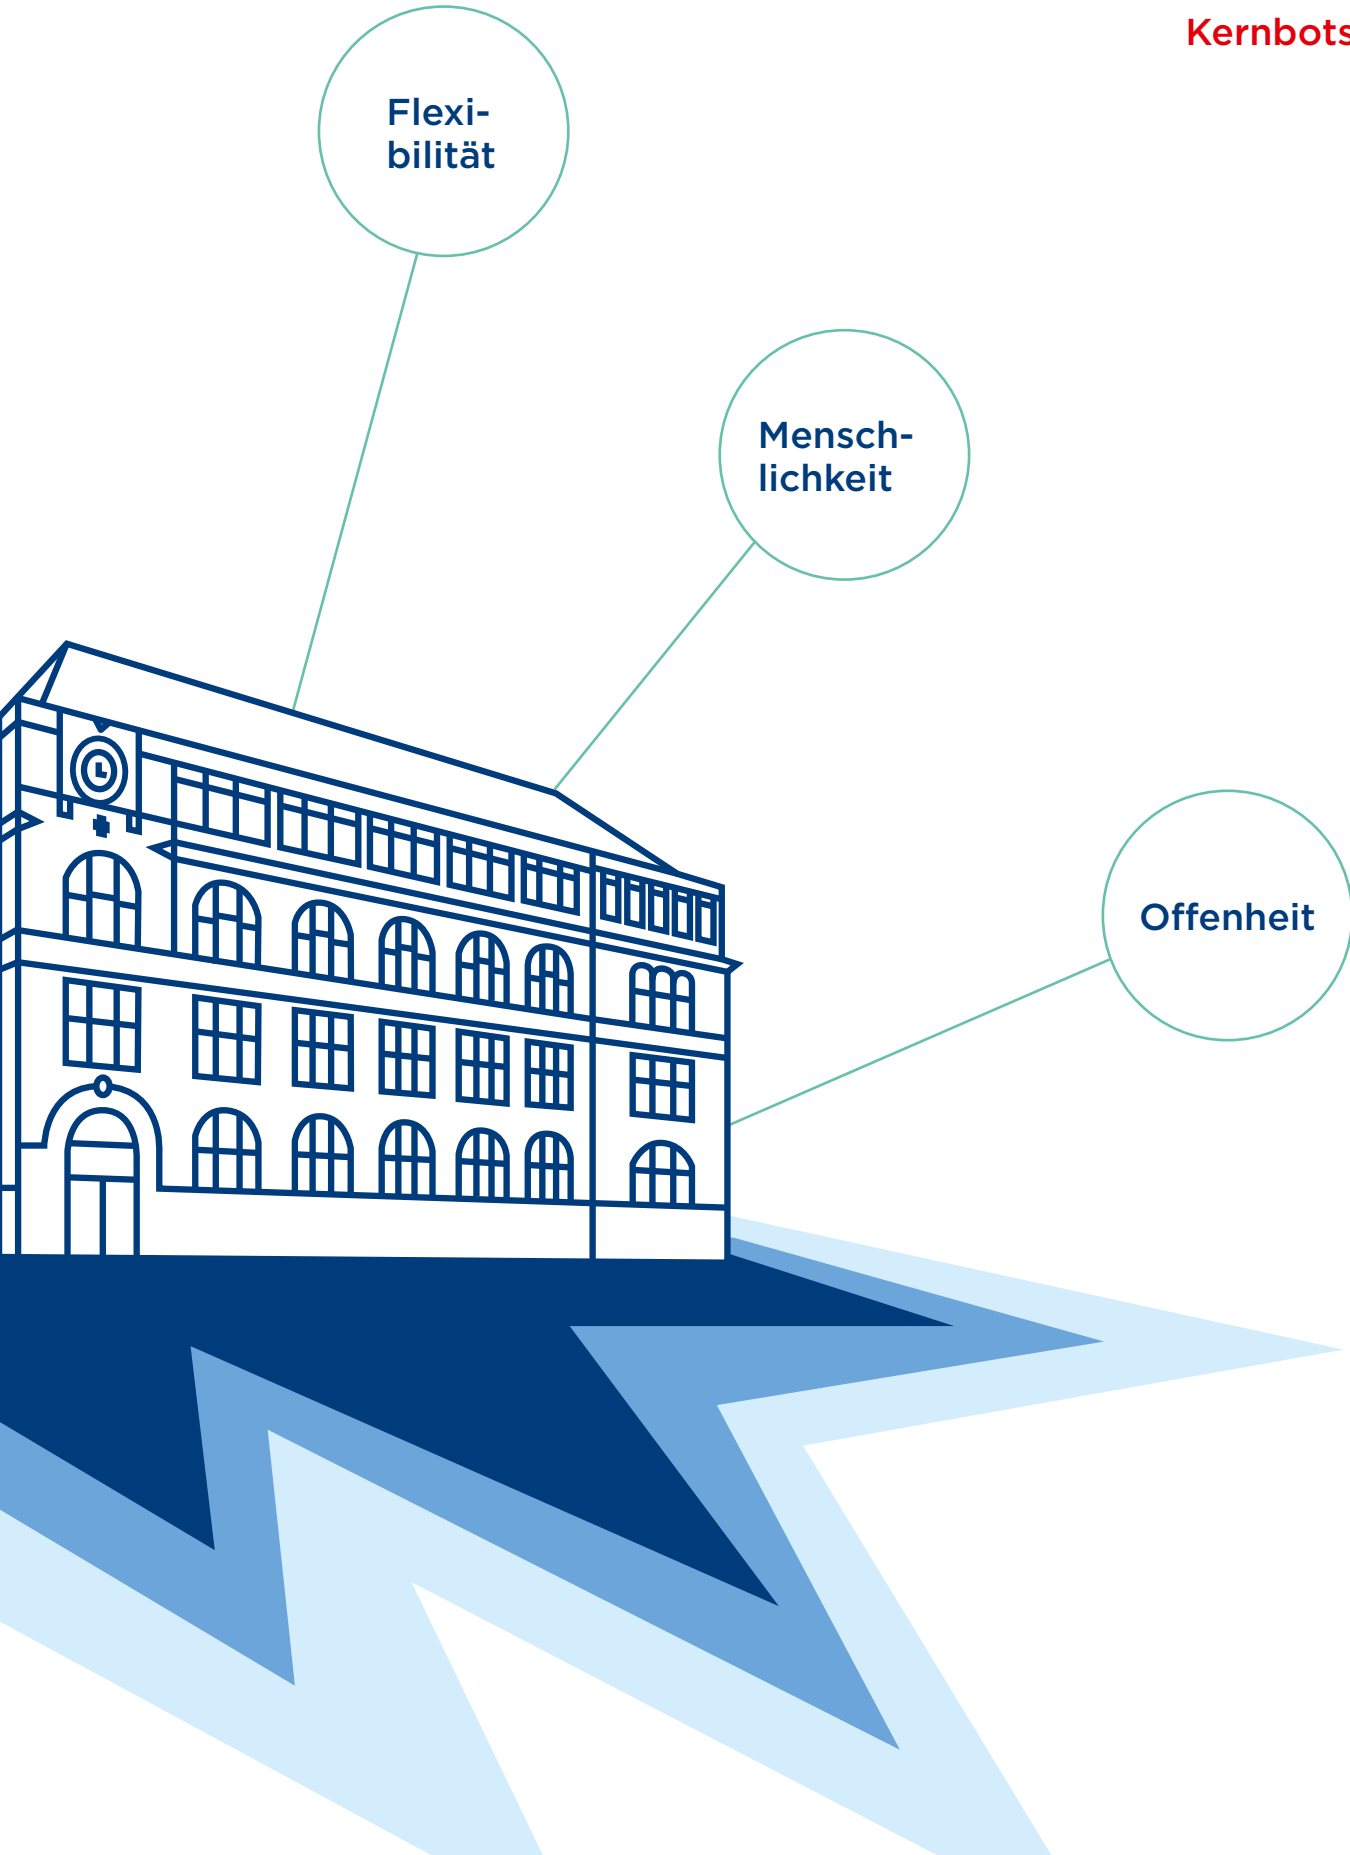 Kernbots
Flexi-
bilität
Mensch-
lichkeit
Offenheit